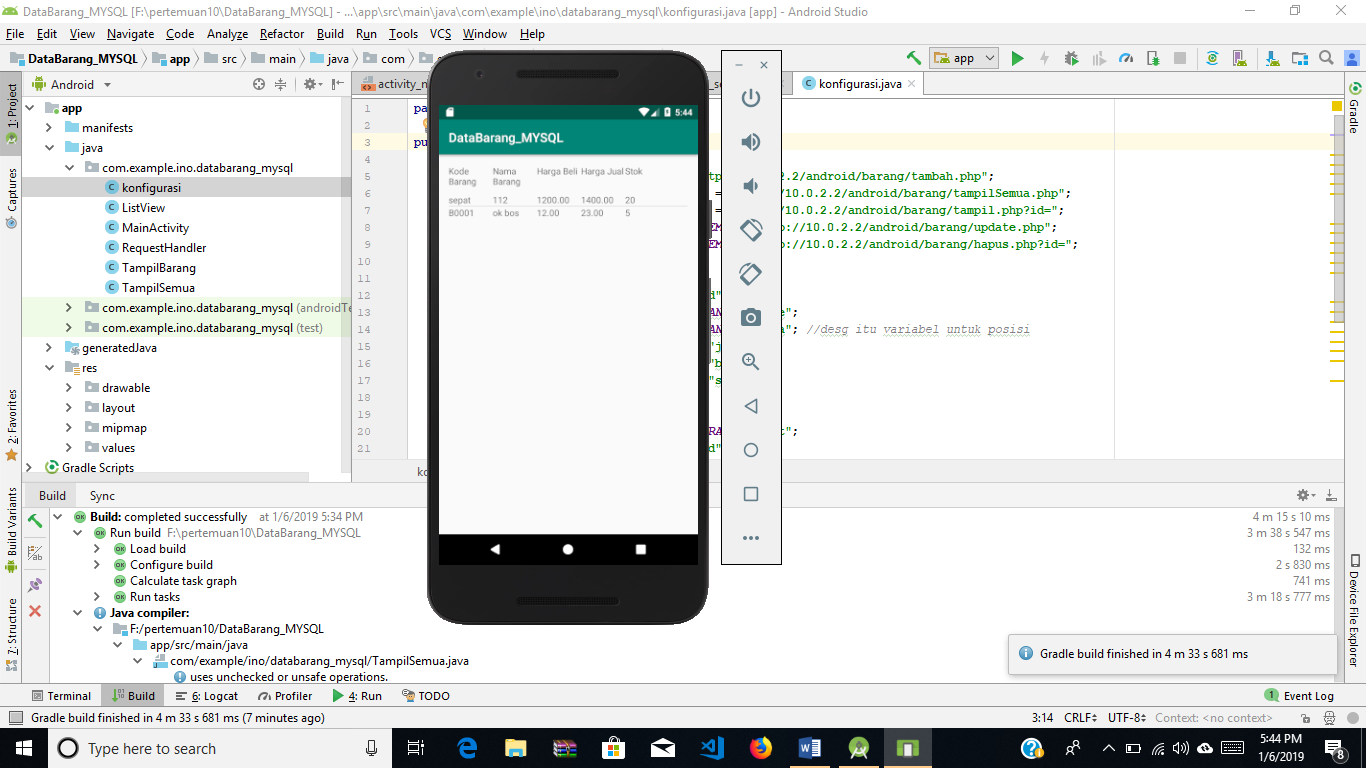 DataBarang_MYSQL [F:\pertemuan10\DataBarang_MYSQL] - ...\app\src\main\java\com\example\ino\databarang_mysql\konfigurasi.java [app] - Android Studio
File Edit View Navigate Code Analyze Refactor Build Run Tools VCS Window Help
DataBarang_MYSQL app src main java com
app
Android
activity_m
konfigurasi.java
1: Project
Captures
2: Favorites
Build Variants
7: Structure
app
manifests
java
com.example.ino.databarang_mysql
konfigurasi
ListView
MainActivity
RequestHandler
TampilBarang
TampilSemua
com.example.ino.databarang_mysql (androidTe
com.example.ino.databarang_mysql (test)
generatedJava
res
drawable
layout
mipmap
values
Gradle Scripts
1 pa
2
3 pu
4
5 .2/android/barang/tambah.php";
6 = /10.0.2.2/android/barang/tampilSemua.php";
7 = /10.0.2.2/android/barang/tampil.php?id=";
8 EM p://10.0.2.2/android/barang/update.php";
9 EM p://10.0.2.2/android/barang/hapus.php?id=";
10
11
12 d"
13 AN e";
14 AN a"; //desg itu variabel untuk posisi
15 "j
16 "b
17 "s
18
19
20 RA t";
21 d"
5:44
DataBarang_MYSQL
Kode Barang Nama Barang Harga Beli Harga Jual Stok
sepat 112 1200.00 1400.00 20
B0001 ok bos 12.00 23.00 5
Gradle
Device File Explorer
Build Sync
Build: completed successfully at 1/6/2019 5:34 PM 4 m 15 s 10 ms
Run build F:\pertemuan10\DataBarang_MYSQL 3 m 38 s 547 ms
Load build 132 ms
Configure build 2 s 830 ms
Calculate task graph 741 ms
Run tasks 3 m 18 s 777 ms
Java compiler:
F:/pertemuan10/DataBarang_MYSQL
app/src/main/java
com/example/ino/databarang_mysql/TampilSemua.java
uses unchecked or unsafe operations.
Gradle build finished in 4 m 33 s 681 ms
Terminal Build 6: Logcat Profiler 4: Run TODO 1 Event Log
Gradle build finished in 4 m 33 s 681 ms (7 minutes ago) 3:14 CRLF UTF-8 Context: <no context>
Type here to search
5:44 PM
1/6/2019
8